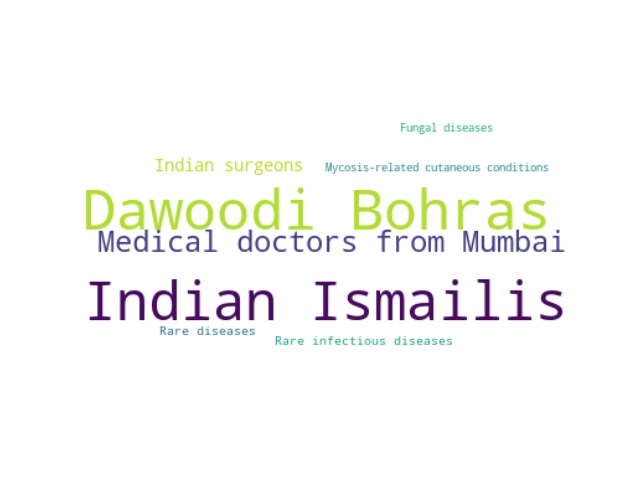 Fungal diseases
Indian surgeons
Mycosis-related cutaneous conditions
Dawoodi Bohras
Medical doctors from Mumbai
Indian Ismailis
Rare diseases
Rare infectious diseases